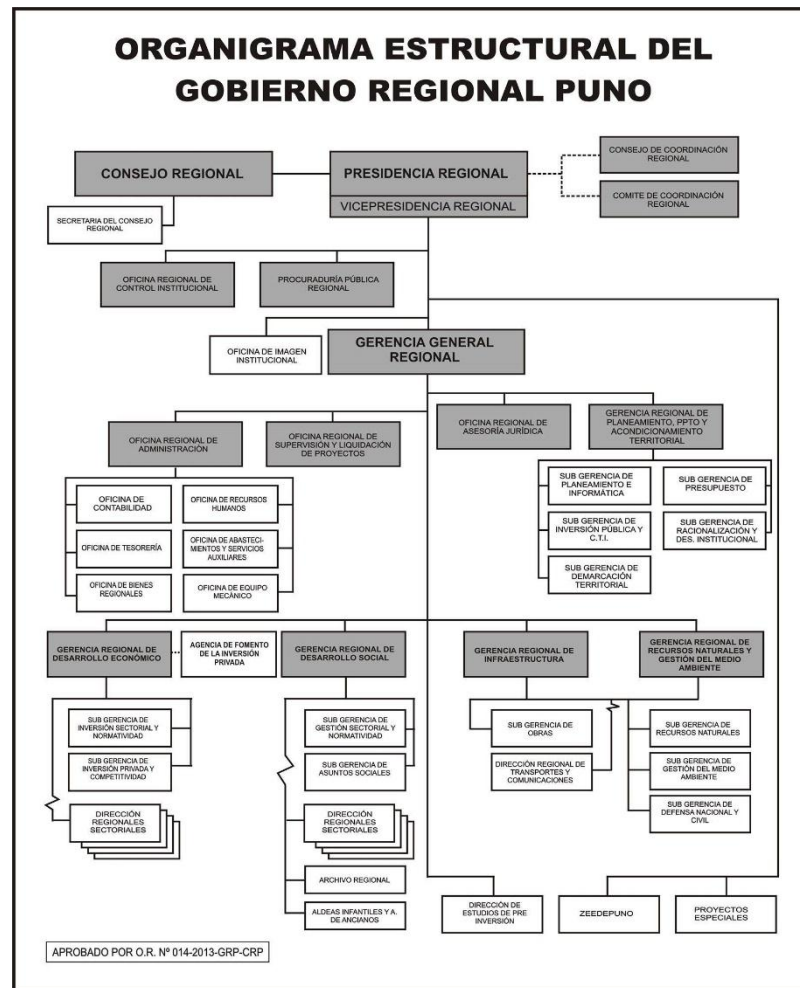 ORGANIGRAMA ESTRUCTURAL DEL
GOBIERNO REGIONAL PUNO
CONSEJO REGIONAL
PRESIDENCIA REGIONAL
VICEPRESIDENCIA REGIONAL
CONSEJO DE COORDINACIÓN
REGIONAL
COMITE DE COORDINACIÓN
REGIONAL
SECRETARIA DEL CONSEJO
REGIONAL
OFICINA REGIONAL DE
CONTROL INSTITUCIONAL
PROCURADURÍA PÚBLICA
REGIONAL
OFICINA DE IMAGEN
INSTITUCIONAL
GERENCIA GENERAL
REGIONAL
OFICINA REGIONAL DE
ADMINISTRACIÓN
OFICINA REGIONAL DE
SUPERVISIÓN Y LIQUIDACIÓN
DE PROYECTOS
OFICINA REGIONAL DE
ASESORÍA JURÍDICA
GERENCIA REGIONAL DE
PLANEAMIENTO, PPTO Y
ACONDICIONAMIENTO
TERRITORIAL
OFICINA DE
CONTABILIDAD
OFICINA DE RECURSOS
HUMANOS
OFICINA DE TESORERÍA
OFICINA DE ABASTECI-
MIENTOS Y SERVICIOS
AUXILIARES
OFICINA DE BIENES
REGIONALES
OFICINA DE EQUIPO
MECÁNICO
SUB GERENCIA DE
PLANEAMIENTO E
INFORMÁTICA
SUB GERENCIA DE
PRESUPUESTO
SUB GERENCIA DE
INVERSIÓN PÚBLICA Y
C.T.I.
SUB GERENCIA DE
RACIONALIZACIÓN Y
DES. INSTITUCIONAL
SUB GERENCIA DE
DEMARCACIÓN
TERRITORIAL
GERENCIA REGIONAL DE
DESARROLLO ECONÓMICO
AGENCIA DE FOMENTO
DE LA INVERSIÓN
PRIVADA
GERENCIA REGIONAL DE
DESARROLLO SOCIAL
GERENCIA REGIONAL DE
INFRAESTRUCTURA
GERENCIA REGIONAL DE
RECURSOS NATURALES Y
GESTIÓN DEL MEDIO
AMBIENTE
SUB GERENCIA DE
INVERSIÓN SECTORIAL Y
NORMATIVIDAD
SUB GERENCIA DE
INVERSIÓN PRIVADA Y
COMPETITIVIDAD
DIRECCIÓN
REGIONALES
SECTORIALES
SUB GERENCIA DE
GESTIÓN SECTORIAL Y
NORMATIVIDAD
SUB GERENCIA DE
ASUNTOS SOCIALES
DIRECCIÓN
REGIONALES
SECTORIALES
ARCHIVO REGIONAL
ALDEAS INFANTILES Y A.
DE ANCIANOS
SUB GERENCIA DE
OBRAS
DIRECCIÓN REGIONAL DE
TRANSPORTES Y
COMUNICACIONES
SUB GERENCIA DE
RECURSOS NATURALES
SUB GERENCIA DE
GESTIÓN DEL MEDIO
AMBIENTE
SUB GERENCIA DE
DEFENSA NACIONAL Y
CIVIL
DIRECCIÓN DE
ESTUDIOS DE PRE
INVERSIÓN
ZEEDEPUNO
PROYECTOS
ESPECIALES
APROBADO POR O.R. Nº 014-2013-GRP-CRP